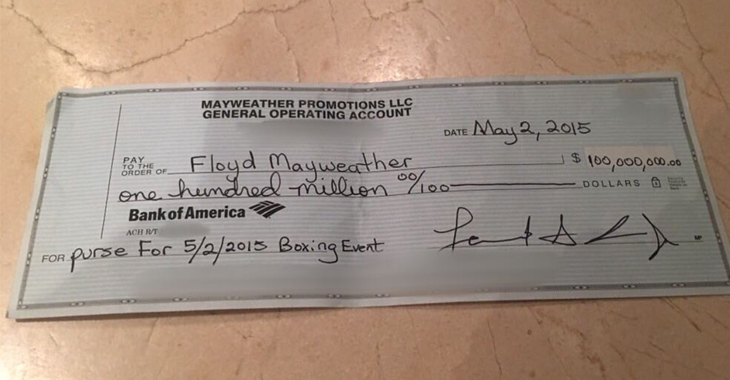 MAYWEATHER PROMOTIONS LLC
GENERAL OPERATING ACCOUNT
DATE May 2, 2015
PAY TO THE ORDER OF Floyd Mayweather $ 100,000,000.00
one hundred million 00/100 DOLLARS
Bank of America
ACH R/T
FOR purse For 5/2/2015 Boxing Event